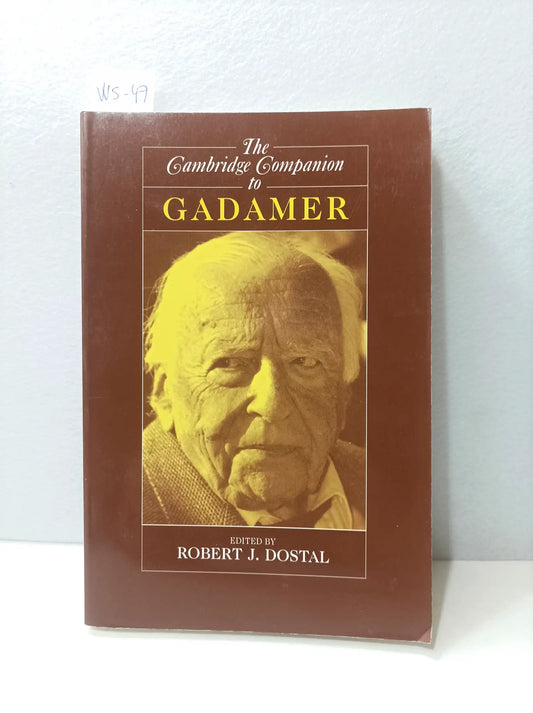 WS-47
The
Cambridge Companion
to
GADAMER
EDITED BY
ROBERT J. DOSTAL